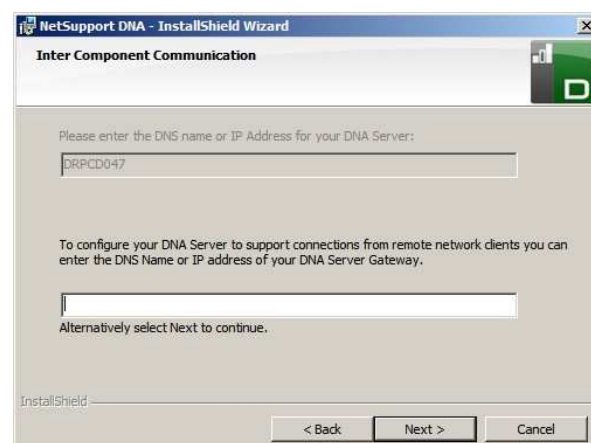 NetSupport DNA - InstallShield Wizard
Inter Component Communication
D
Please enter the DNS name or IP Address for your DNA Server:
DRPCD047
To configure your DNA Server to support connections from remote network clients you can
enter the DNS Name or IP address of your DNA Server Gateway.
Alternatively select Next to continue.
InstallShield
< Back
Next >
Cancel